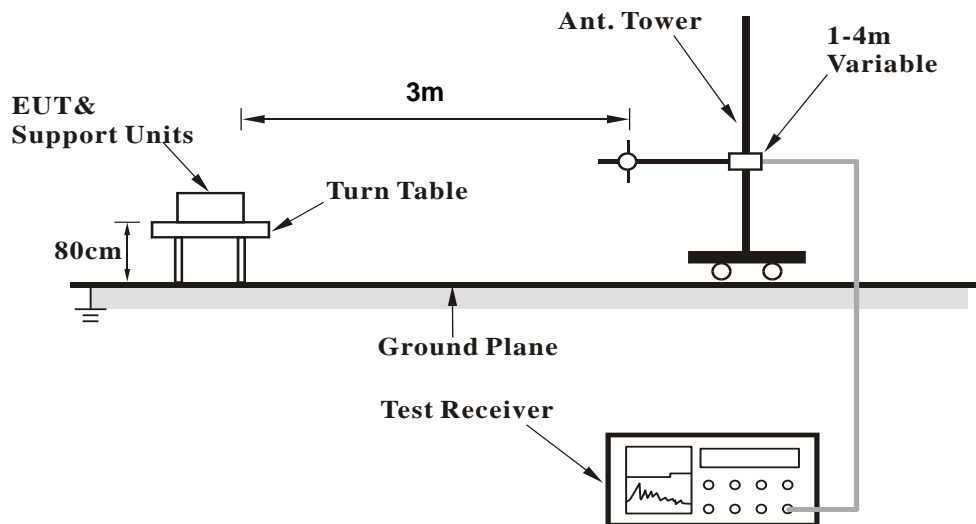 Ant. Tower
1-4m
Variable
3m
EUT&
Support Units
Turn Table
80cm
Ground Plane
Test Receiver